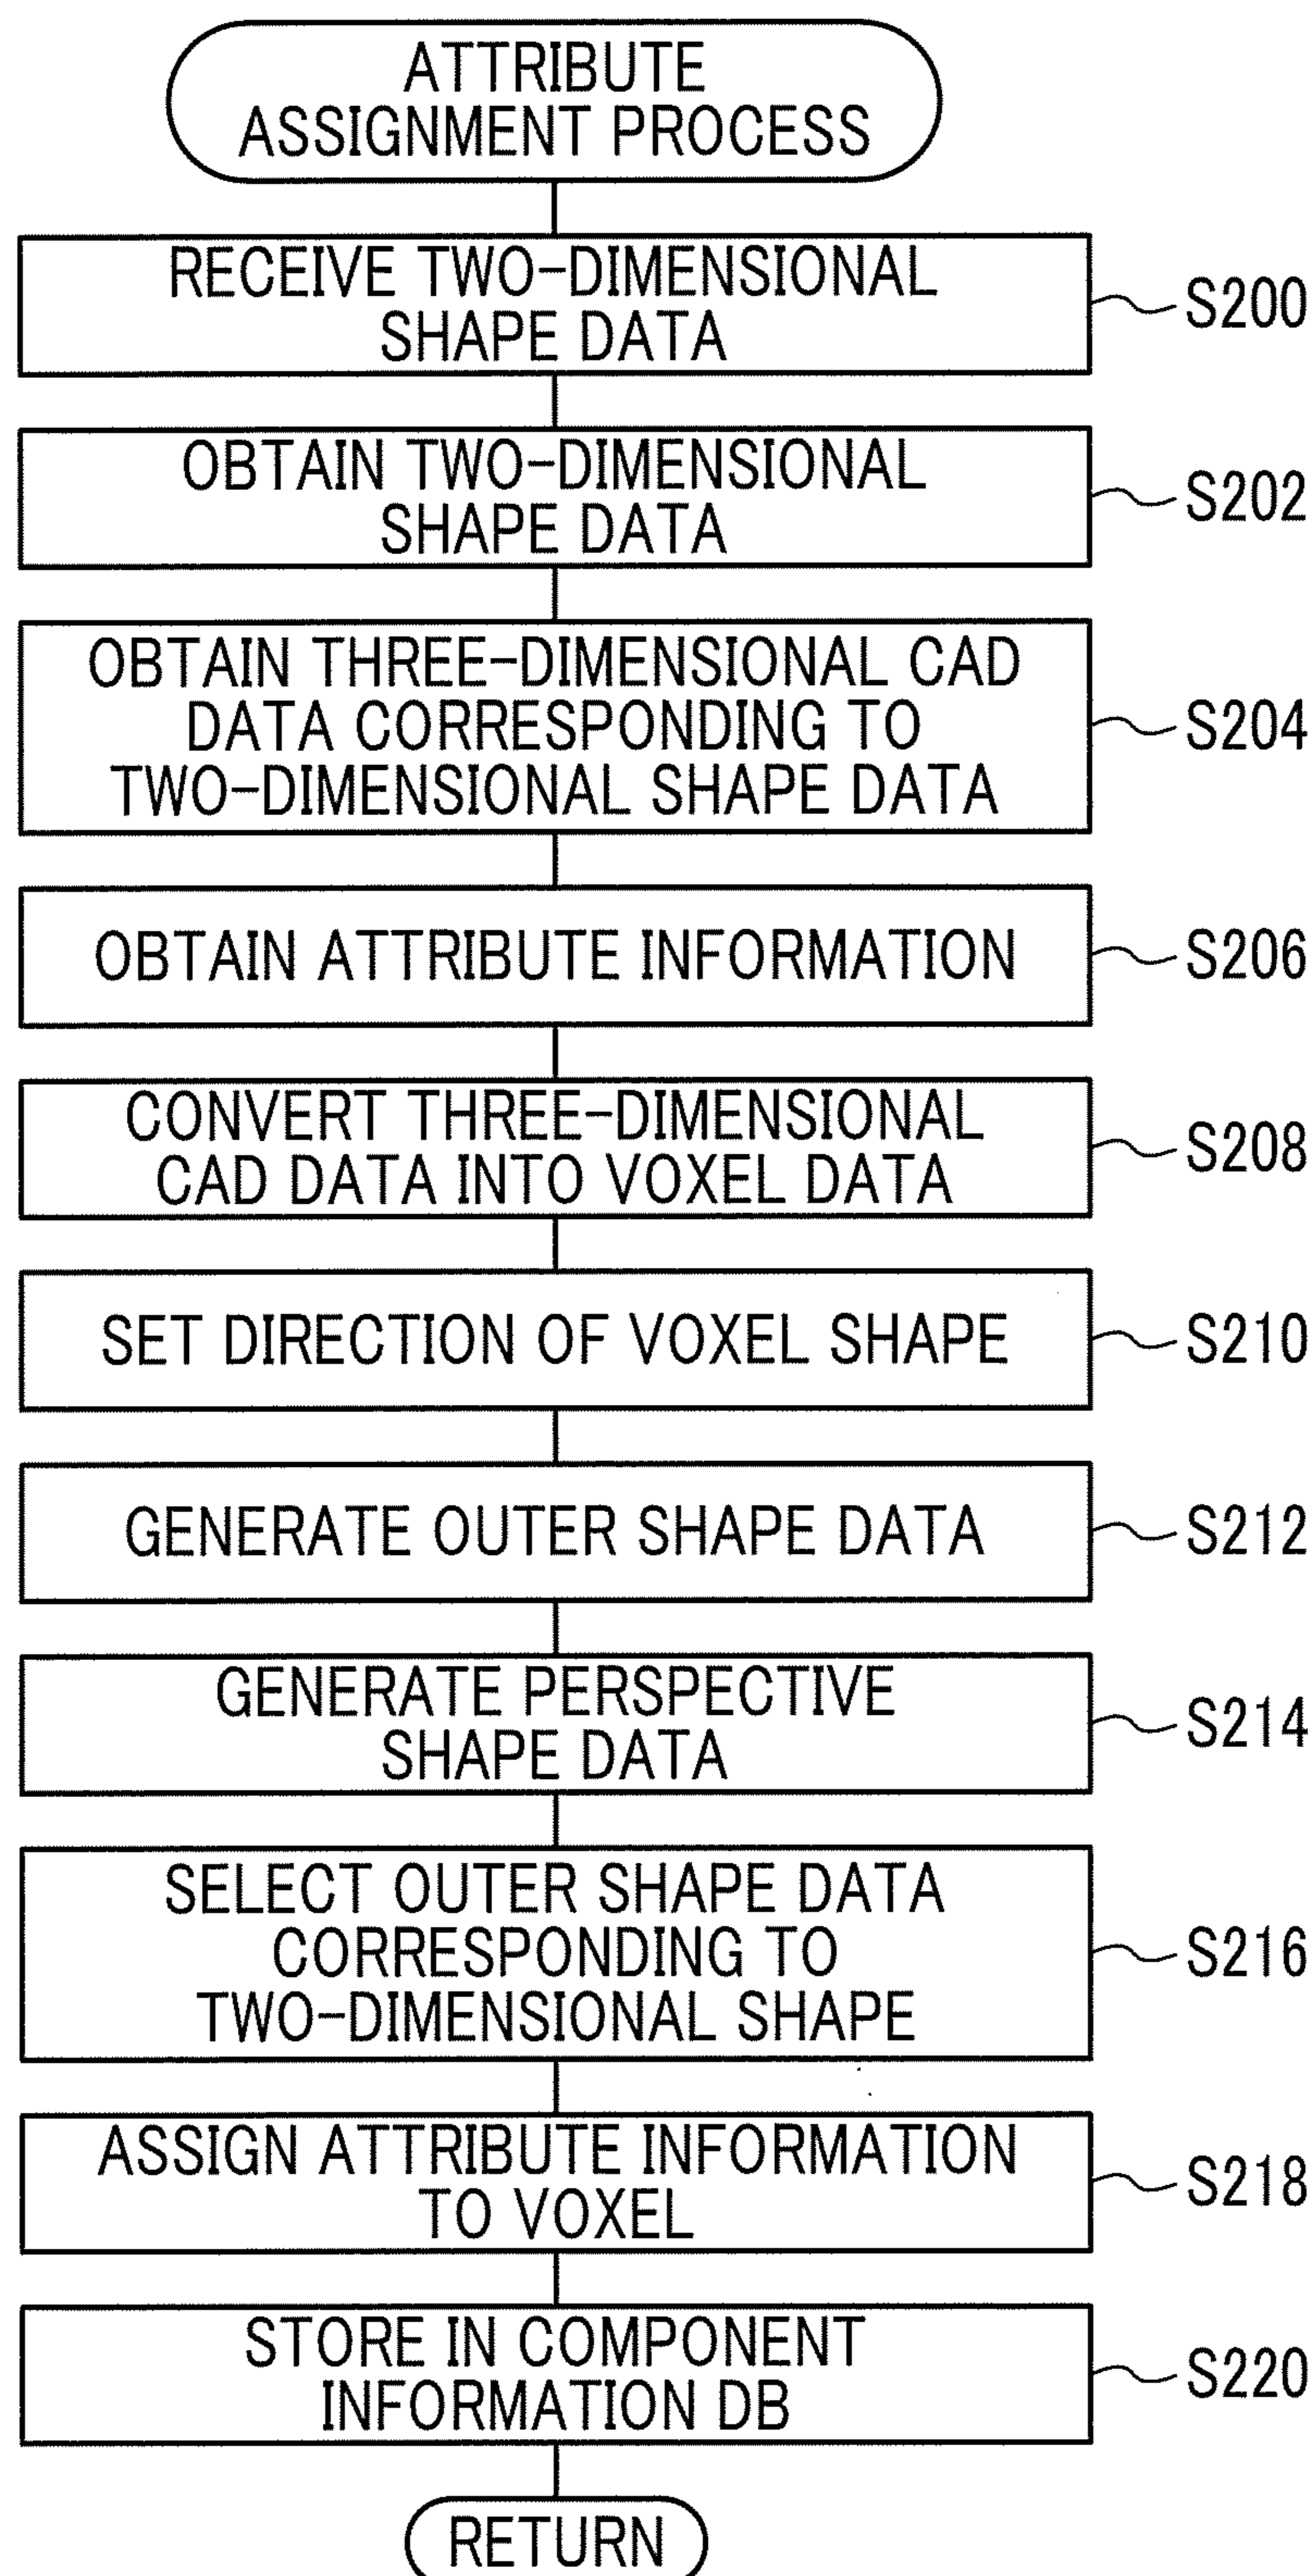 ATTRIBUTE
ASSIGNMENT PROCESS
RECEIVE TWO-DIMENSIONAL
SHAPE DATA
S200
OBTAIN TWO-DIMENSIONAL
SHAPE DATA
S202
OBTAIN THREE-DIMENSIONAL CAD
DATA CORRESPONDING TO
TWO-DIMENSIONAL SHAPE DATA
S204
OBTAIN ATTRIBUTE INFORMATION
S206
CONVERT THREE-DIMENSIONAL
CAD DATA INTO VOXEL DATA
S208
SET DIRECTION OF VOXEL SHAPE
S210
GENERATE OUTER SHAPE DATA
S212
GENERATE PERSPECTIVE
SHAPE DATA
S214
SELECT OUTER SHAPE DATA
CORRESPONDING TO
TWO-DIMENSIONAL SHAPE
S216
ASSIGN ATTRIBUTE INFORMATION
TO VOXEL
S218
STORE IN COMPONENT
INFORMATION DB
S220
RETURN